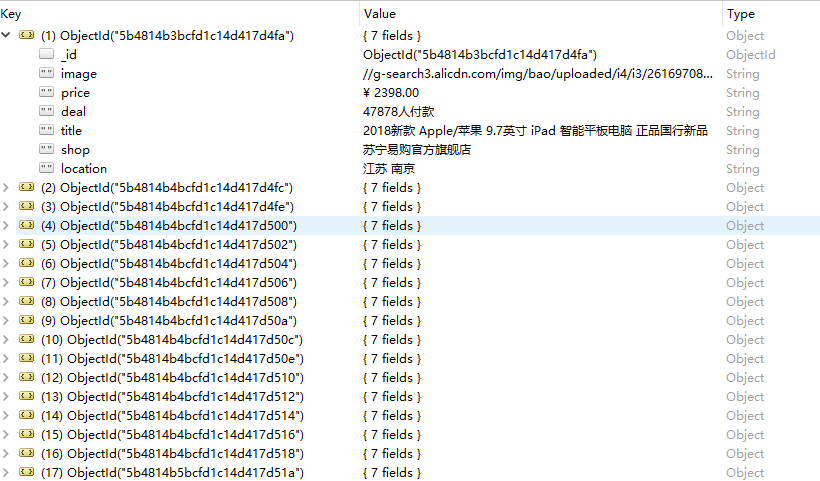 Key Value Type
(1) ObjectId("5b4814b3bcfd1c14d417d4fa") { 7 fields } Object
_id ObjectId("5b4814b3bcfd1c14d417d4fa") ObjectId
image //g-search3.alicdn.com/img/bao/uploaded/i4/i3/26169708... String
price ¥ 2398.00 String
deal 47878人付款 String
title 2018新款 Apple/苹果 9.7英寸 iPad 智能平板电脑 正品国行新品 String
shop 苏宁易购官方旗舰店 String
location 江苏 南京 String
(2) ObjectId("5b4814b4bcfd1c14d417d4fc") { 7 fields } Object
(3) ObjectId("5b4814b4bcfd1c14d417d4fe") { 7 fields } Object
(4) ObjectId("5b4814b4bcfd1c14d417d500") { 7 fields } Object
(5) ObjectId("5b4814b4bcfd1c14d417d502") { 7 fields } Object
(6) ObjectId("5b4814b4bcfd1c14d417d504") { 7 fields } Object
(7) ObjectId("5b4814b4bcfd1c14d417d506") { 7 fields } Object
(8) ObjectId("5b4814b4bcfd1c14d417d508") { 7 fields } Object
(9) ObjectId("5b4814b4bcfd1c14d417d50a") { 7 fields } Object
(10) ObjectId("5b4814b4bcfd1c14d417d50c") { 7 fields } Object
(11) ObjectId("5b4814b4bcfd1c14d417d50e") { 7 fields } Object
(12) ObjectId("5b4814b4bcfd1c14d417d510") { 7 fields } Object
(13) ObjectId("5b4814b4bcfd1c14d417d512") { 7 fields } Object
(14) ObjectId("5b4814b4bcfd1c14d417d514") { 7 fields } Object
(15) ObjectId("5b4814b4bcfd1c14d417d516") { 7 fields } Object
(16) ObjectId("5b4814b4bcfd1c14d417d518") { 7 fields } Object
(17) ObjectId("5b4814b5bcfd1c14d417d51a") { 7 fields } Object